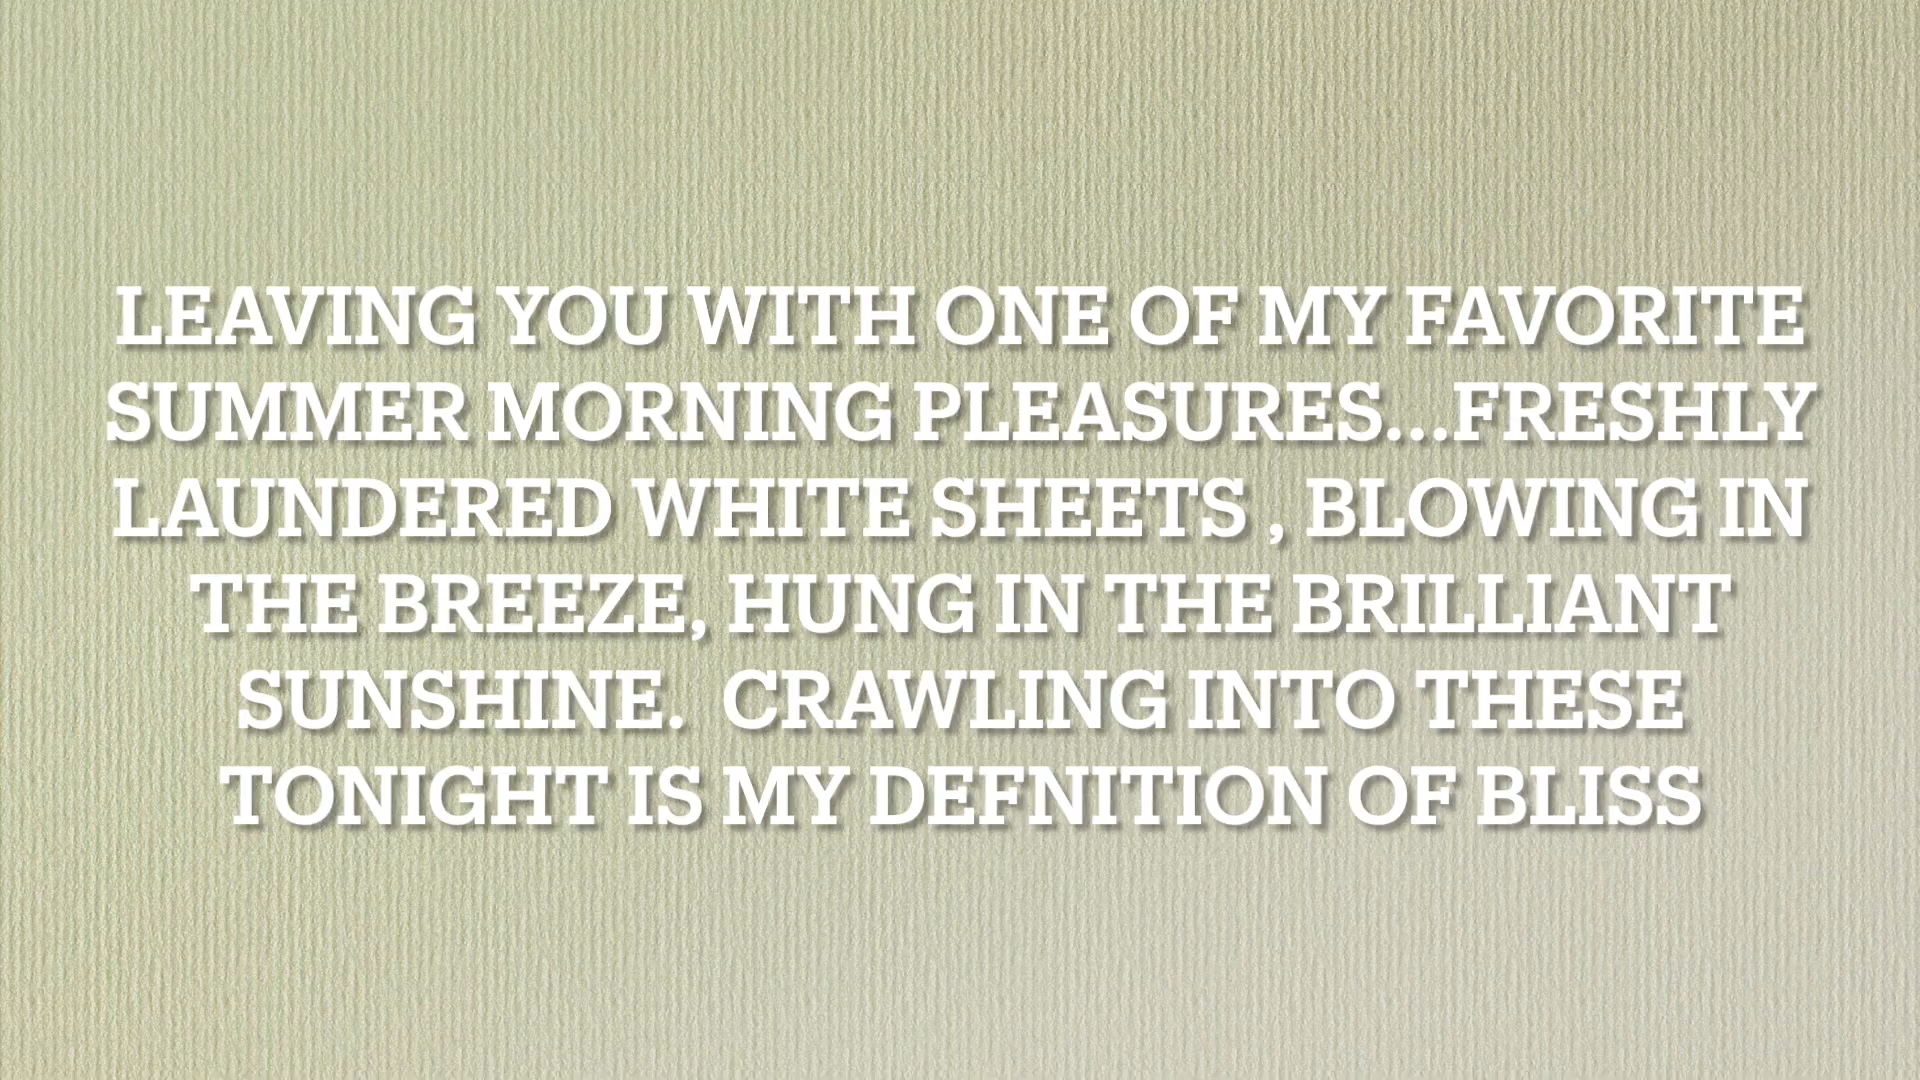 LEAVING YOU WITH ONE OF MY FAVORITE
SUMMER MORNING PLEASURES...FRESHLY
LAUNDERED WHITE SHEETS , BLOWING IN
THE BREEZE, HUNG IN THE BRILLIANT
SUNSHINE.  CRAWLING INTO THESE
TONIGHT IS MY DEFNITION OF BLISS